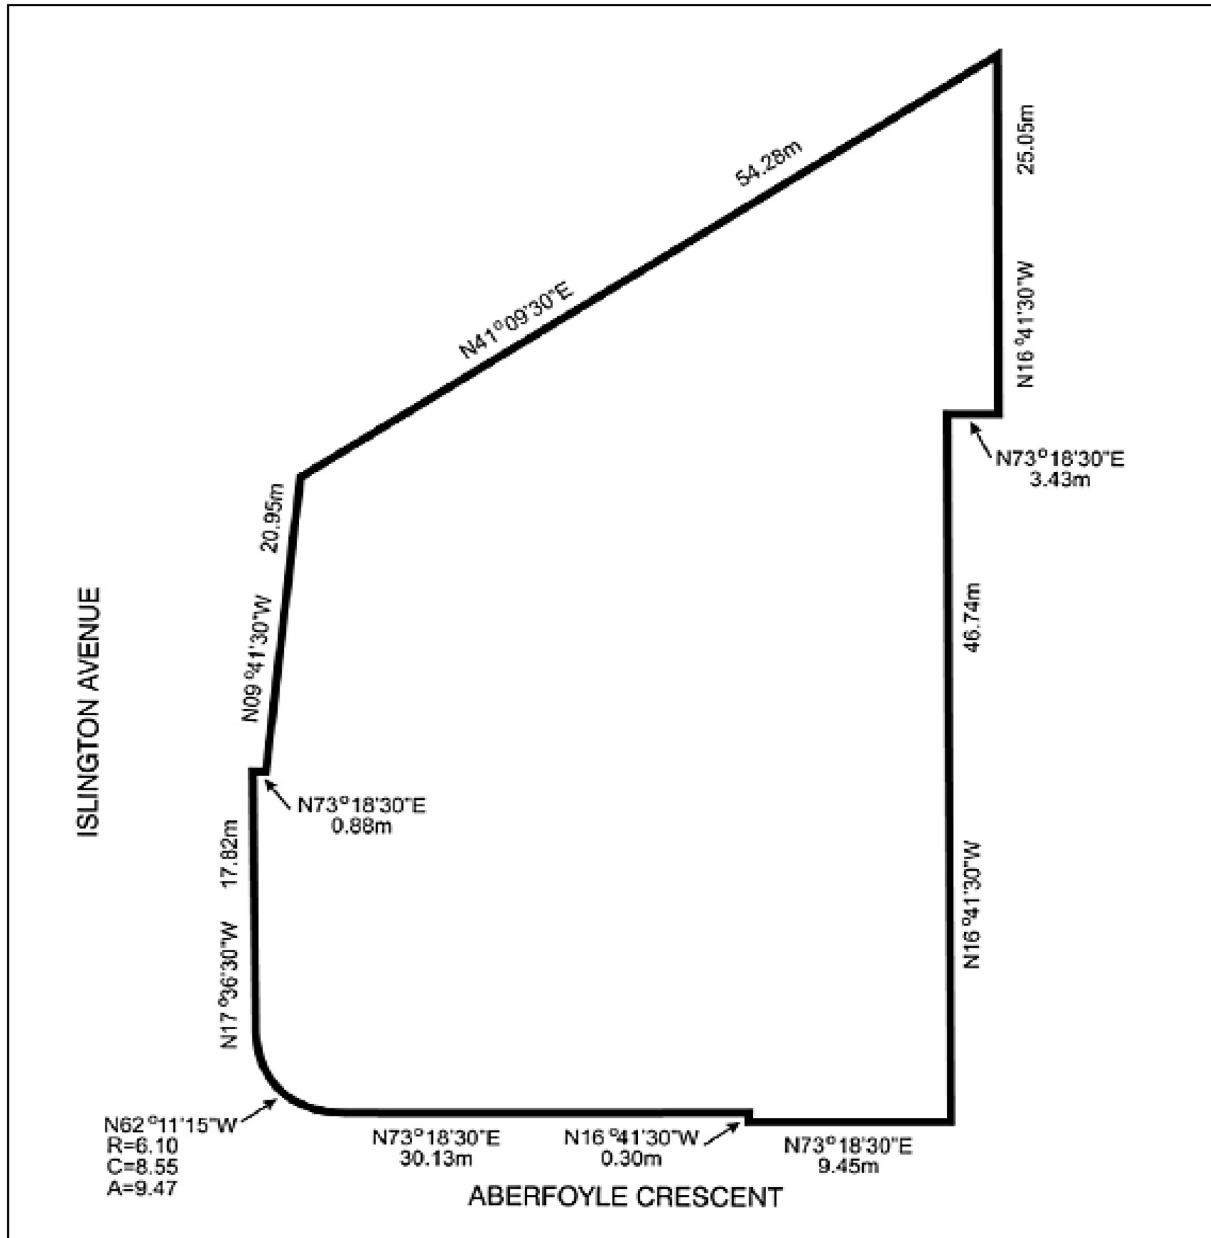 25.05m
54.28m
N41°09'30"E
N16°41'30"W
N73°18'30"E
3.43m
20.95m
ISLINGTON AVENUE
46.74m
N09°41'30"W
N73°18'30"E
0.88m
17.82m
N16°41'30"W
N17°36'30"W
N62°11'15"W
R=6.10
C=8.55
A=9.47
N73°18'30"E
30.13m
N16°41'30"W
0.30m
N73°18'30"E
9.45m
ABERFOYLE CRESCENT